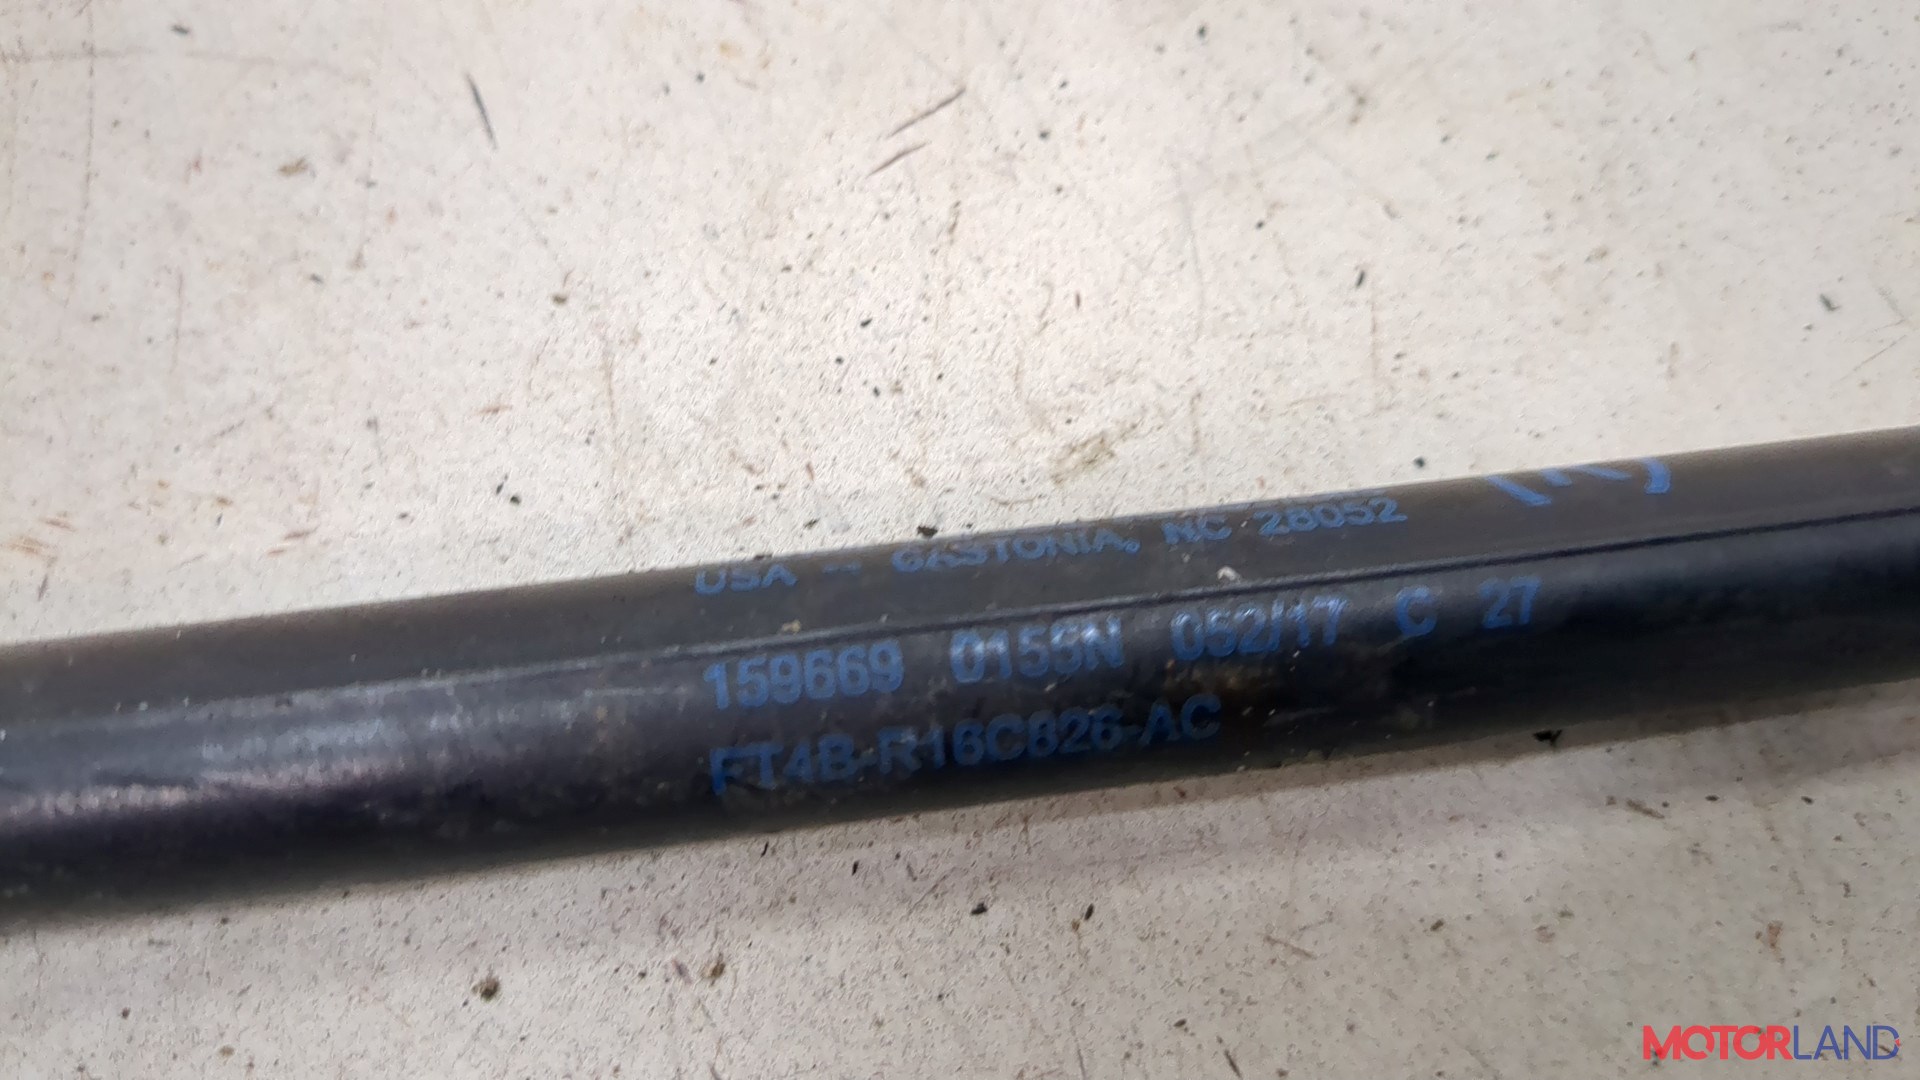 USA -- GASTONIA, NC 28052
159669 0155N 052/17 C 27
FT4B-R16C826-AC
MOTORLAND